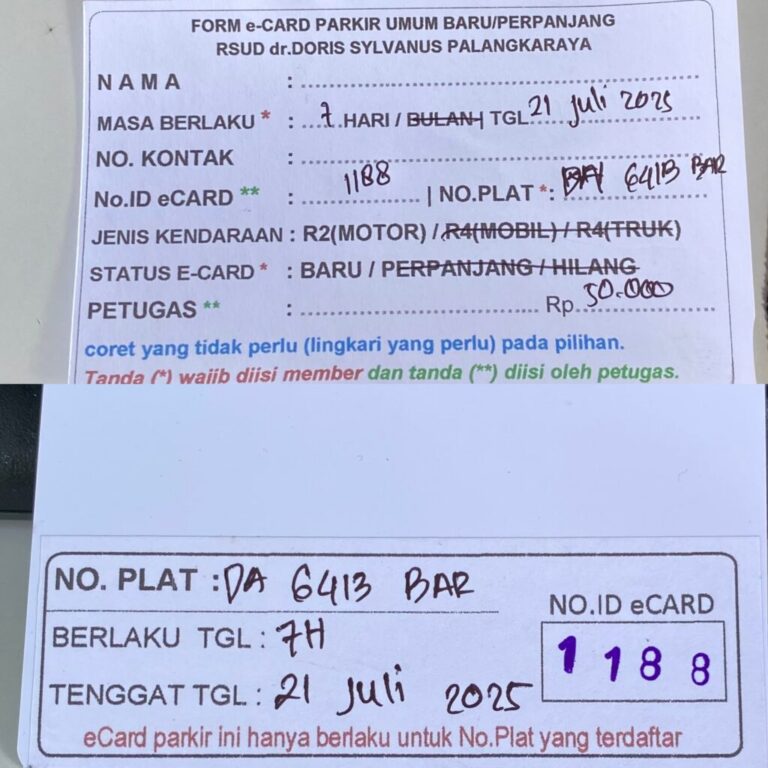 FORM e-CARD PARKIR UMUM BARU/PERPANJANG
RSUD dr.DORIS SYLVANUS PALANGKARAYA
N A M A :
MASA BERLAKU * : 7 HARI / BULAN | TGL 21 Juli 2025
NO. KONTAK :
No.ID eCARD ** : 1188 | NO.PLAT *: 6413 BAR
JENIS KENDARAAN : R2(MOTOR) / R4(MOBIL) / R4(TRUK)
STATUS E-CARD * : BARU / PERPANJANG / HILANG
PETUGAS ** : Rp. 50.000
coret yang tidak perlu (lingkari yang perlu) pada pilihan.
Tanda (*) wajib diisi member dan tanda (**) diisi oleh petugas.
NO. PLAT : DA 6413 BAR
BERLAKU TGL : 7H
TENGGAT TGL : 21 Juli 2025
NO.ID eCARD
1 1 8 8
eCard parkir ini hanya berlaku untuk No.Plat yang terdaftar